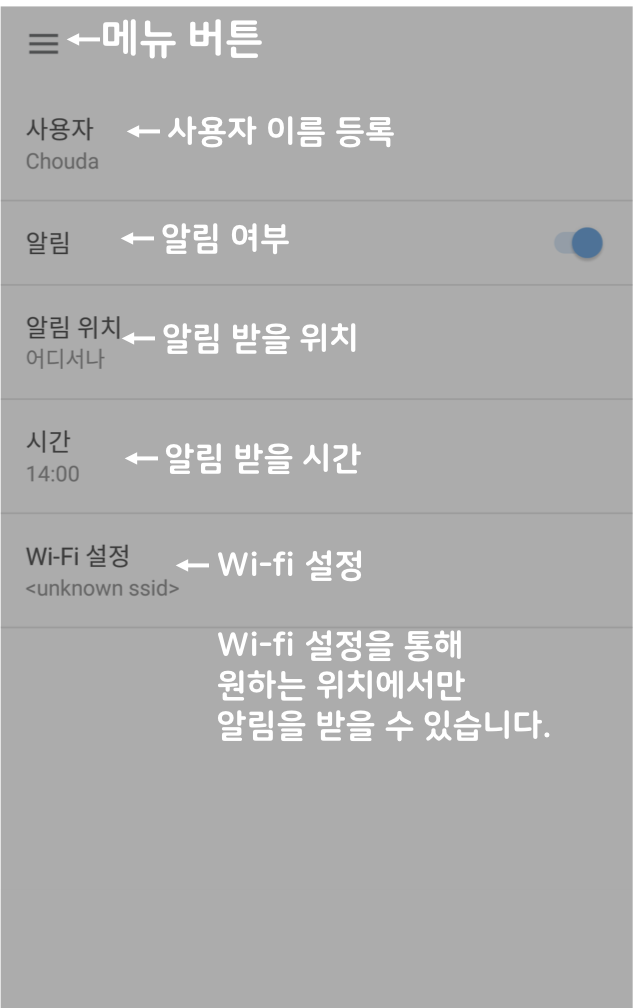 ←메뉴 버튼
사용자 ← 사용자 이름 등록
Chouda
알림 ← 알림 여부
알림 위치 ← 알림 받을 위치
어디서나
시간 ← 알림 받을 시간
14:00
Wi-Fi 설정 ← Wi-fi 설정
<unknown ssid>
Wi-fi 설정을 통해
원하는 위치에서만
알림을 받을 수 있습니다.